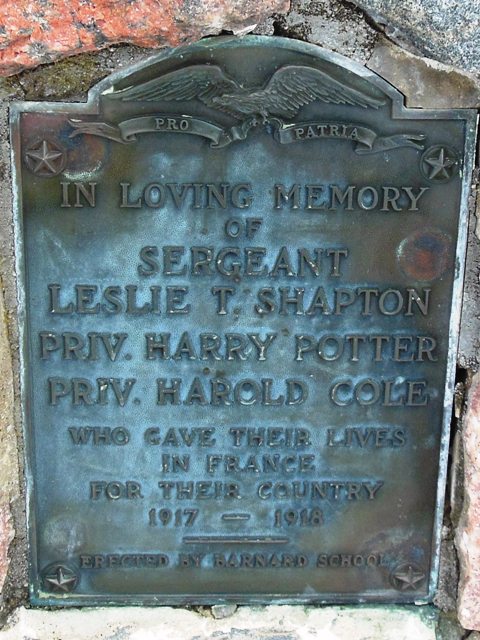 PRO PATRIA
IN LOVING MEMORY
OF
SERGEANT
LESLIE T. SHAPTON
PRIV. HARRY POTTER
PRIV. HAROLD COLE
WHO GAVE THEIR LIVES
IN FRANCE
FOR THEIR COUNTRY
1917 — 1918
ERECTED BY BARNARD SCHOOL